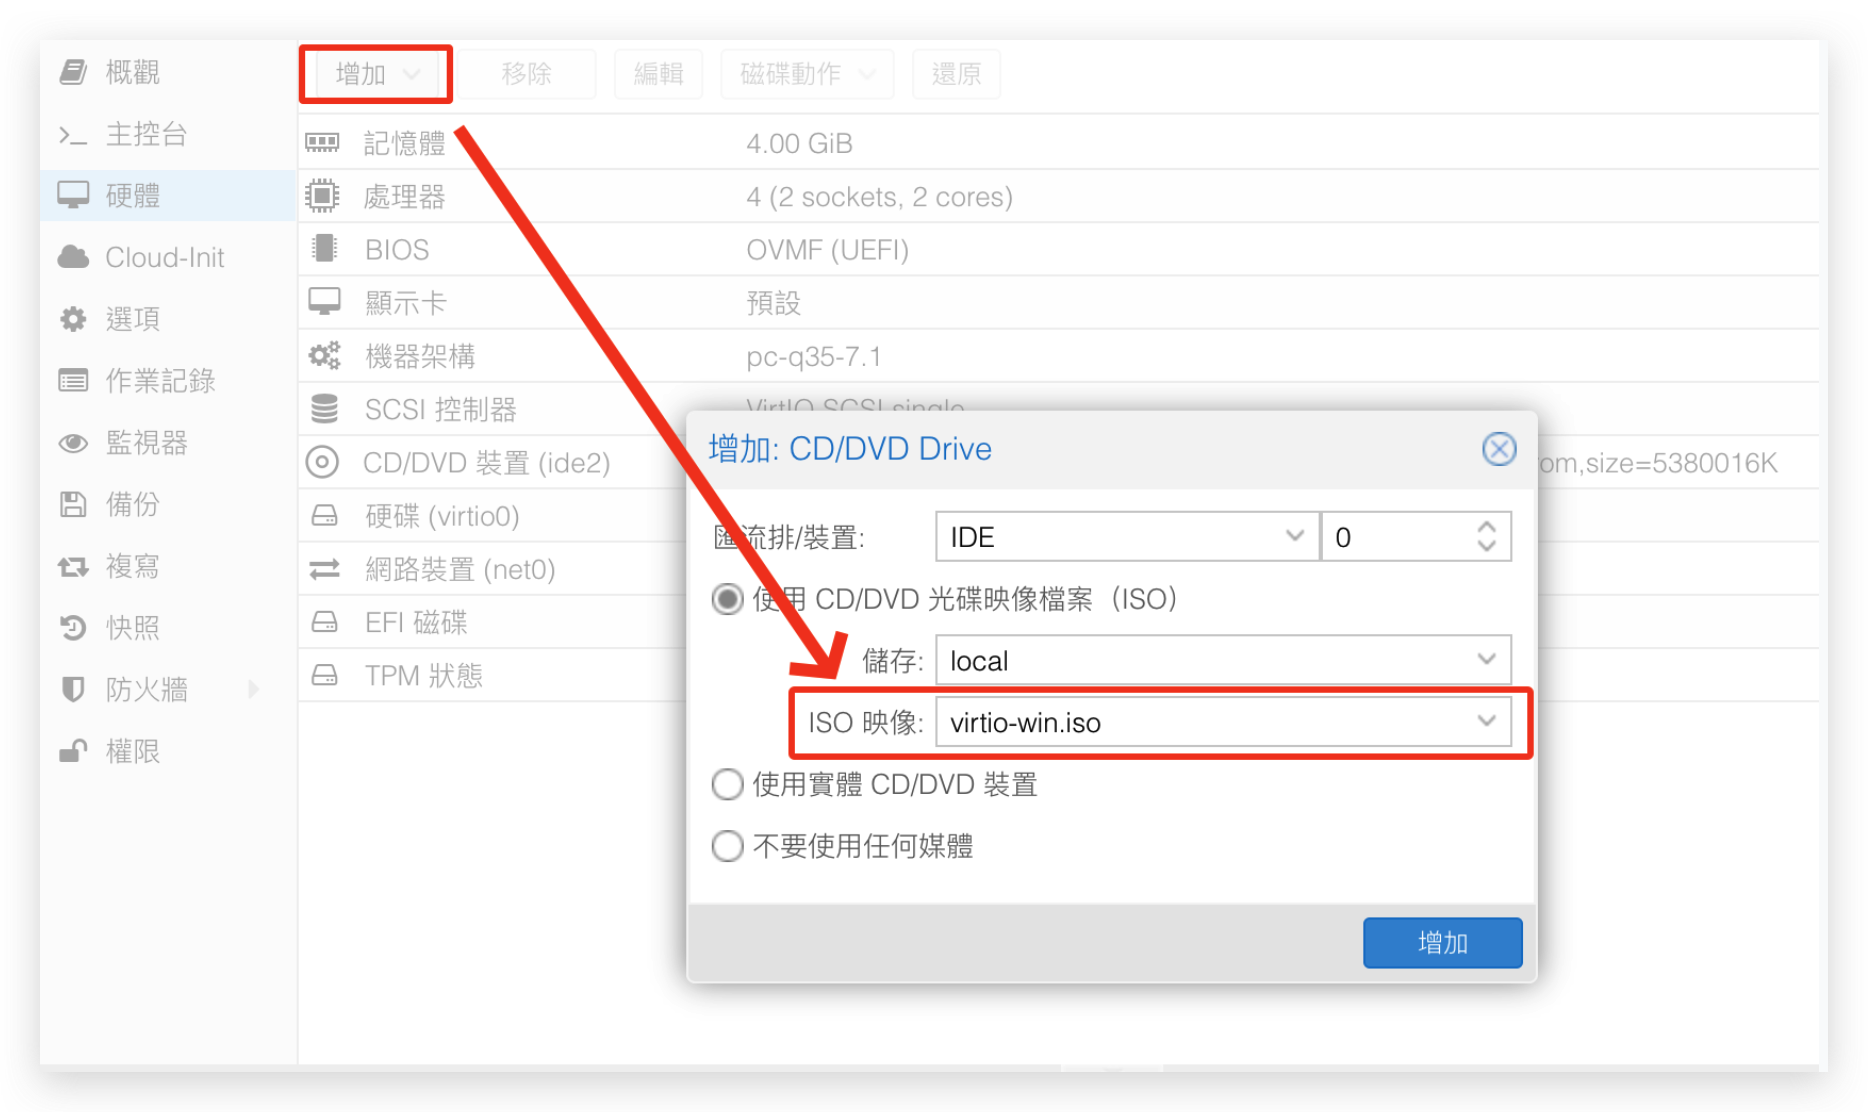 概觀
主控台
硬體
Cloud-Init
選項
作業記錄
監視器
備份
複寫
快照
防火牆
權限
增加 移除 編輯 磁碟動作 還原
記憶體 4.00 GiB
處理器 4 (2 sockets, 2 cores)
BIOS OVMF (UEFI)
顯示卡 預設
機器架構 pc-q35-7.1
SCSI 控制器 VirtIO SCSI single
CD/DVD 裝置 (ide2) om,size=5380016K
硬碟 (virtio0)
網路裝置 (net0)
EFI 磁碟
TPM 狀態
增加: CD/DVD Drive
匯流排/裝置: IDE 0
使用 CD/DVD 光碟映像檔案（ISO）
儲存: local
ISO 映像: virtio-win.iso
使用實體 CD/DVD 裝置
不要使用任何媒體
增加